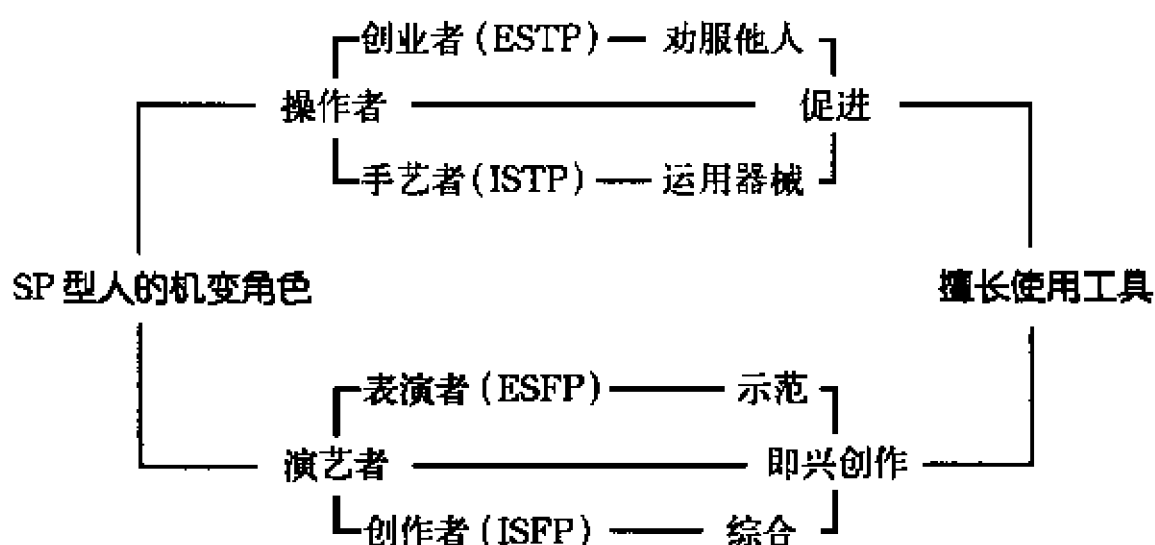 创业者(ESTP) 劝服他人
操作者 促进
手艺者(ISTP) 运用器械
SP型人的机变角色 擅长使用工具
表演者(ESFP) 示范
演艺者 即兴创作
创作者(ISFP) 综合